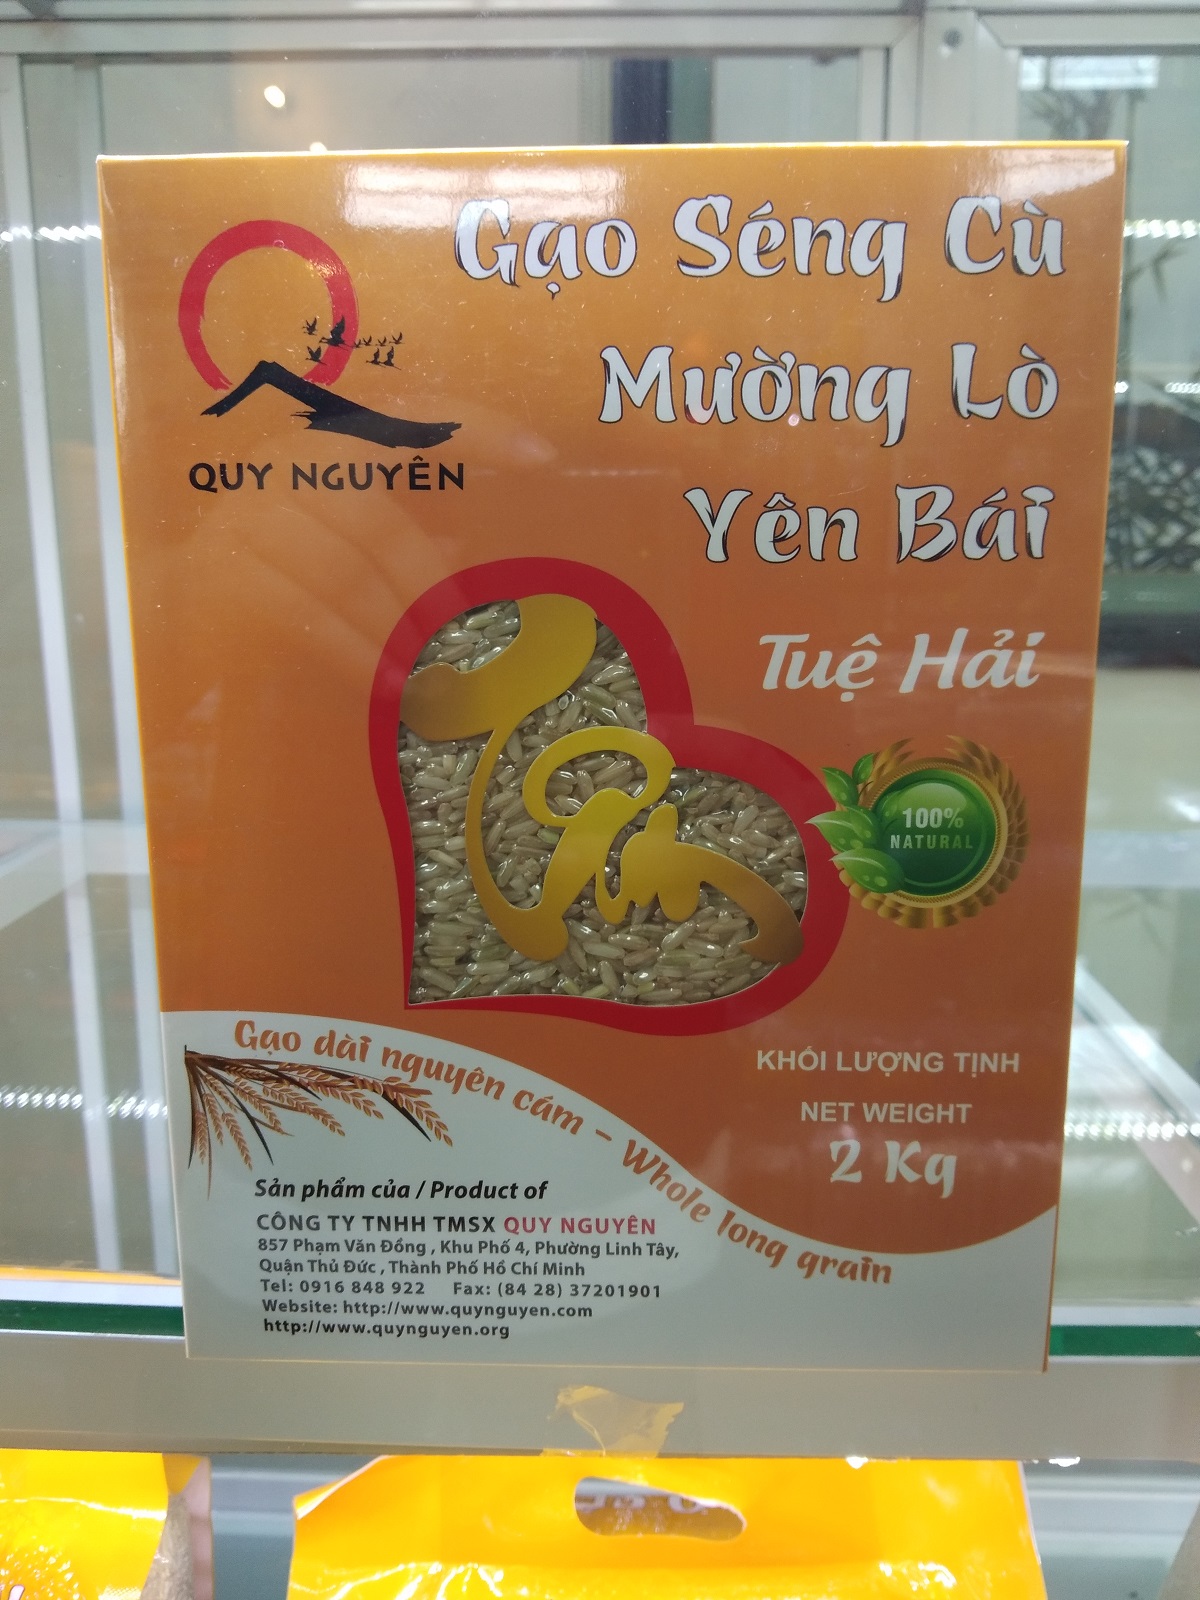 Gạo Séng Cù
Mường Lò
Yên Bái
QUY NGUYÊN
Tuệ Hải
Tâm
100%
NATURAL
Gạo dài nguyên cám – Whole long grain
KHỐI LƯỢNG TỊNH
NET WEIGHT
2 Kg
Sản phẩm của / Product of
CÔNG TY TNHH TMSX QUY NGUYÊN
857 Phạm Văn Đồng , Khu Phố 4, Phường Linh Tây,
Quận Thủ Đức , Thành Phố Hồ Chí Minh
Tel: 0916 848 922 Fax: (84 28) 37201901
Website: http://www.quynguyen.com
http://www.quynguyen.org